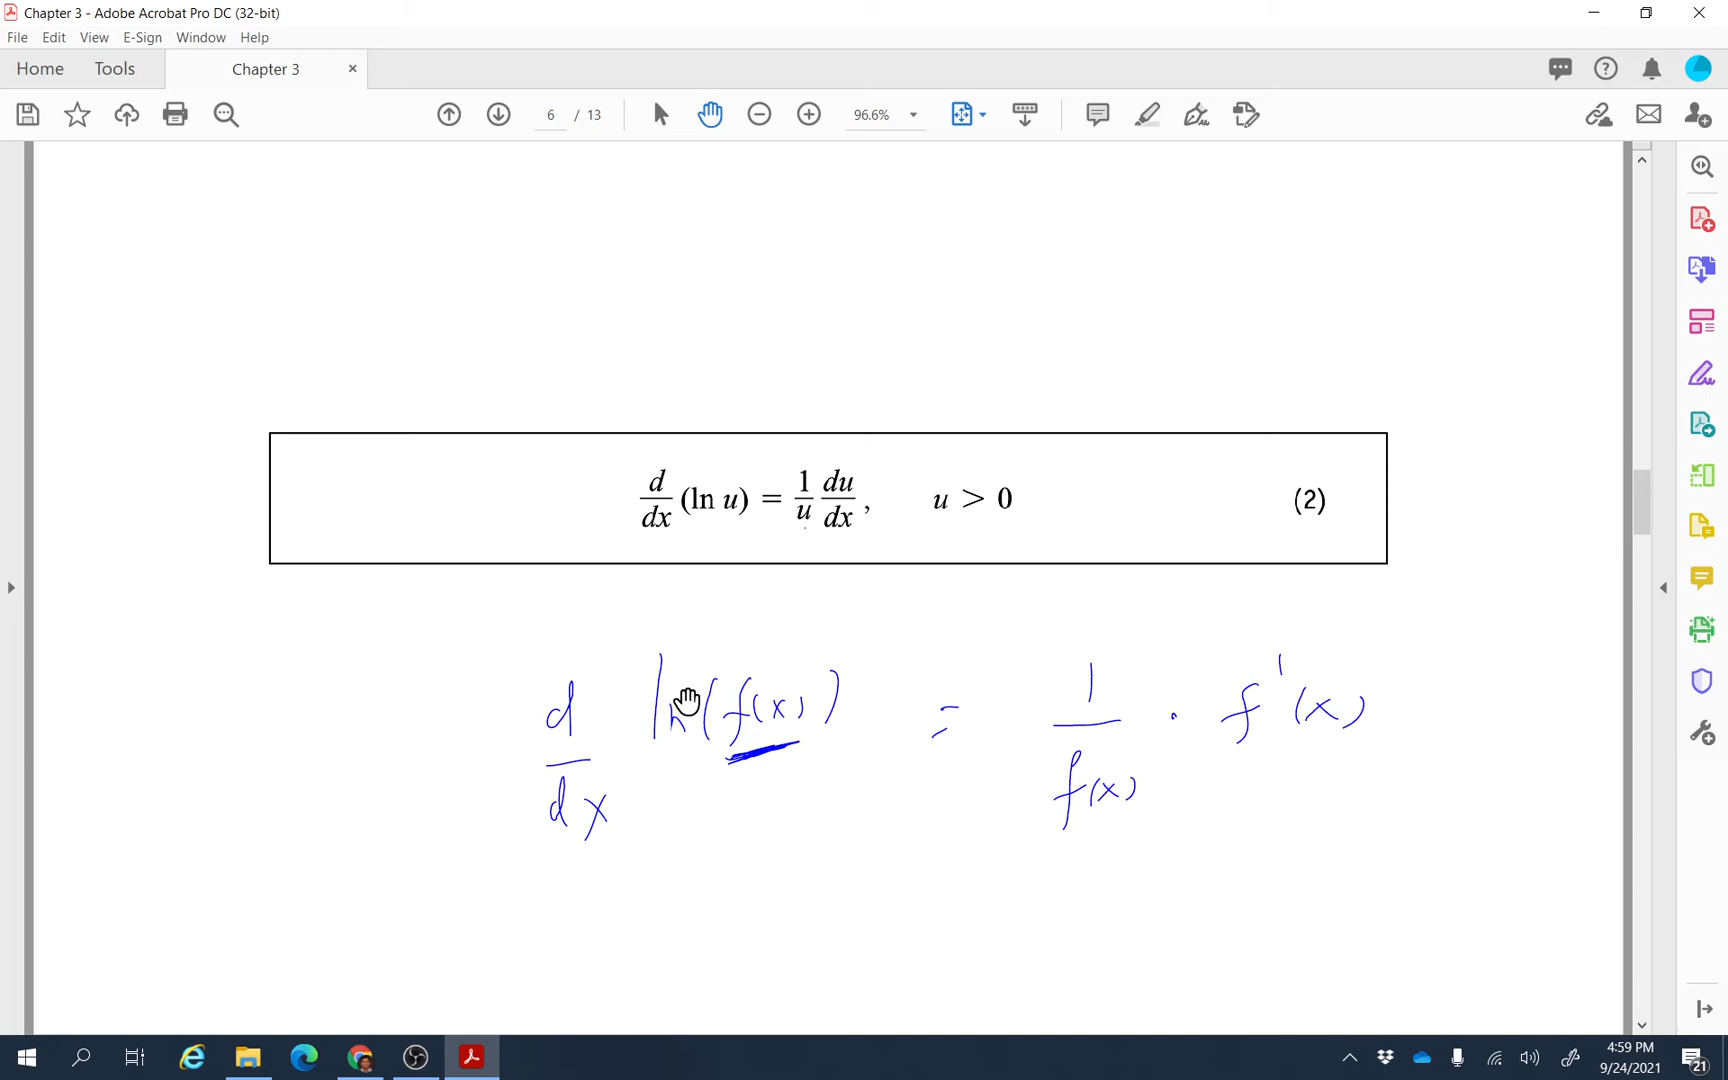 Chapter 3 - Adobe Acrobat Pro DC (32-bit)
File Edit View E-Sign Window Help
Home Tools Chapter 3 ×
6 / 13 96.6%
d/dx (ln u) = 1/u du/dx , u > 0 (2)
d/dx ln(f(x)) = 1/f(x) · f'(x)
4:59 PM
9/24/2021
21